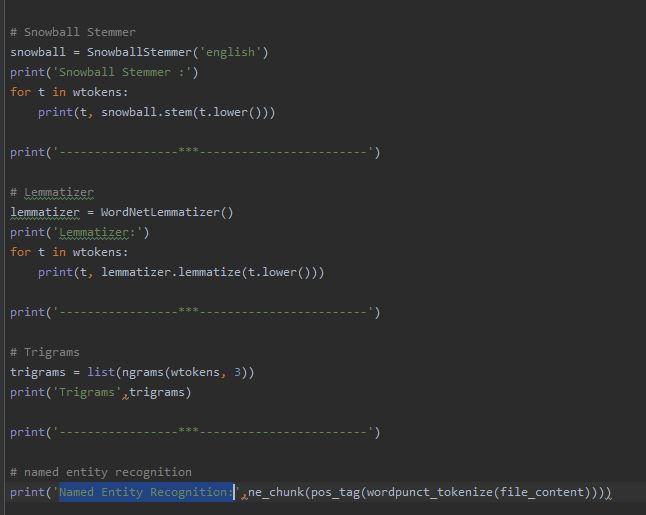 # Snowball Stemmer
snowball = SnowballStemmer('english')
print('Snowball Stemmer :')
for t in wtokens:
    print(t, snowball.stem(t.lower()))
print('-----------------***------------------------')
# Lemmatizer
lemmatizer = WordNetLemmatizer()
print('Lemmatizer:')
for t in wtokens:
    print(t, lemmatizer.lemmatize(t.lower()))
print('-----------------***------------------------')
# Trigrams
trigrams = list(ngrams(wtokens, 3))
print('Trigrams',trigrams)
print('-----------------***------------------------')
# named entity recognition
print('Named Entity Recognition:',ne_chunk(pos_tag(wordpunct_tokenize(file_content))))